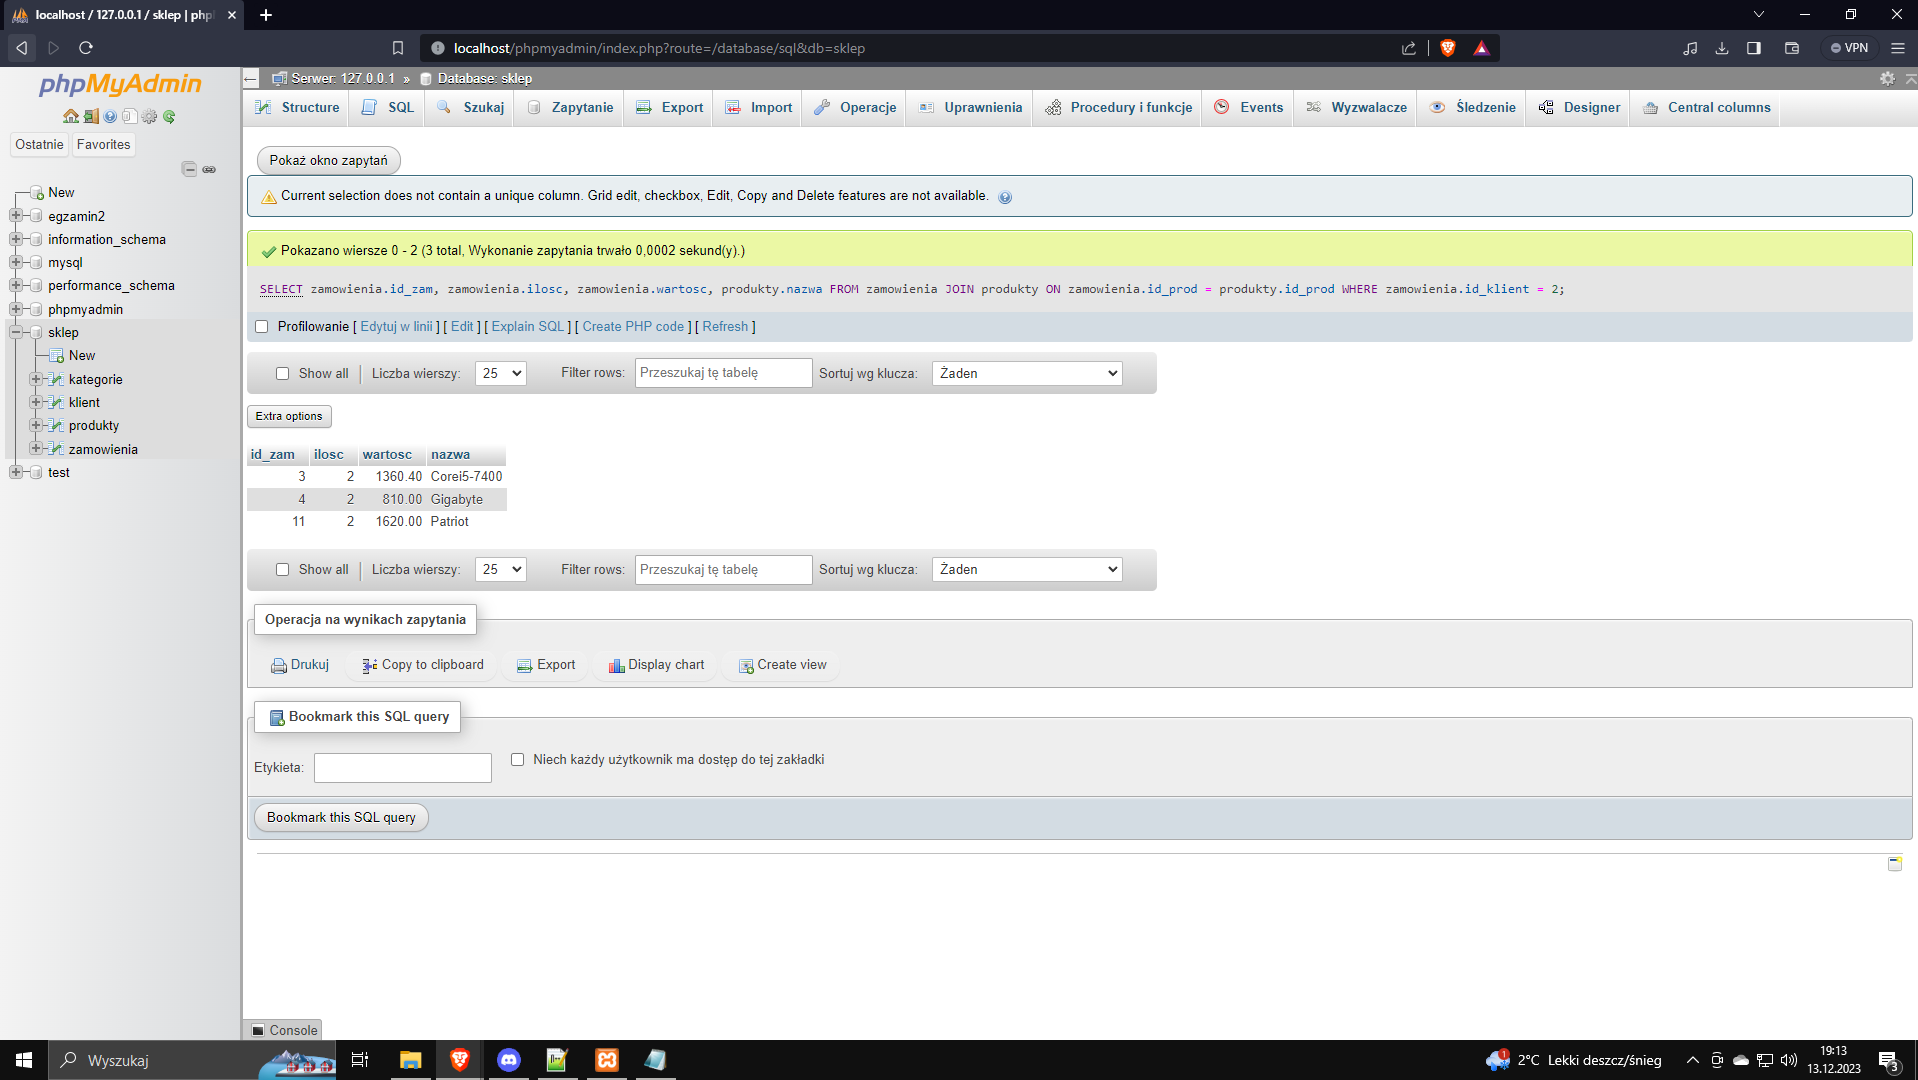 localhost / 127.0.0.1 / sklep | phpM
localhost/phpmyadmin/index.php?route=/database/sql&db=sklep
VPN
phpMyAdmin
Ostatnie
Favorites
New
egzamin2
information_schema
mysql
performance_schema
phpmyadmin
sklep
New
kategorie
klient
produkty
zamowienia
test
Serwer: 127.0.0.1 » Database: sklep
Structure SQL Szukaj Zapytanie Export Import Operacje Uprawnienia Procedury i funkcje Events Wyzwalacze Śledzenie Designer Central columns
Pokaż okno zapytań
Current selection does not contain a unique column. Grid edit, checkbox, Edit, Copy and Delete features are not available.
Pokazano wiersze 0 - 2 (3 total, Wykonanie zapytania trwało 0,0002 sekund(y).)
SELECT zamowienia.id_zam, zamowienia.ilosc, zamowienia.wartosc, produkty.nazwa FROM zamowienia JOIN produkty ON zamowienia.id_prod = produkty.id_prod WHERE zamowienia.id_klient = 2;
Profilowanie [ Edytuj w linii ] [ Edit ] [ Explain SQL ] [ Create PHP code ] [ Refresh ]
Show all | Liczba wierszy: 25 Filter rows: Przeszukaj tę tabelę Sortuj wg klucza: Żaden
Extra options
id_zam ilosc wartosc nazwa
3 2 1360.40 Corei5-7400
4 2 810.00 Gigabyte
11 2 1620.00 Patriot
Show all | Liczba wierszy: 25 Filter rows: Przeszukaj tę tabelę Sortuj wg klucza: Żaden
Operacja na wynikach zapytania
Drukuj Copy to clipboard Export Display chart Create view
Bookmark this SQL query
Etykieta: Niech każdy użytkownik ma dostęp do tej zakładki
Bookmark this SQL query
Console
Wyszukaj
1
2°C Lekki deszcz/śnieg
19:13
13.12.2023
3